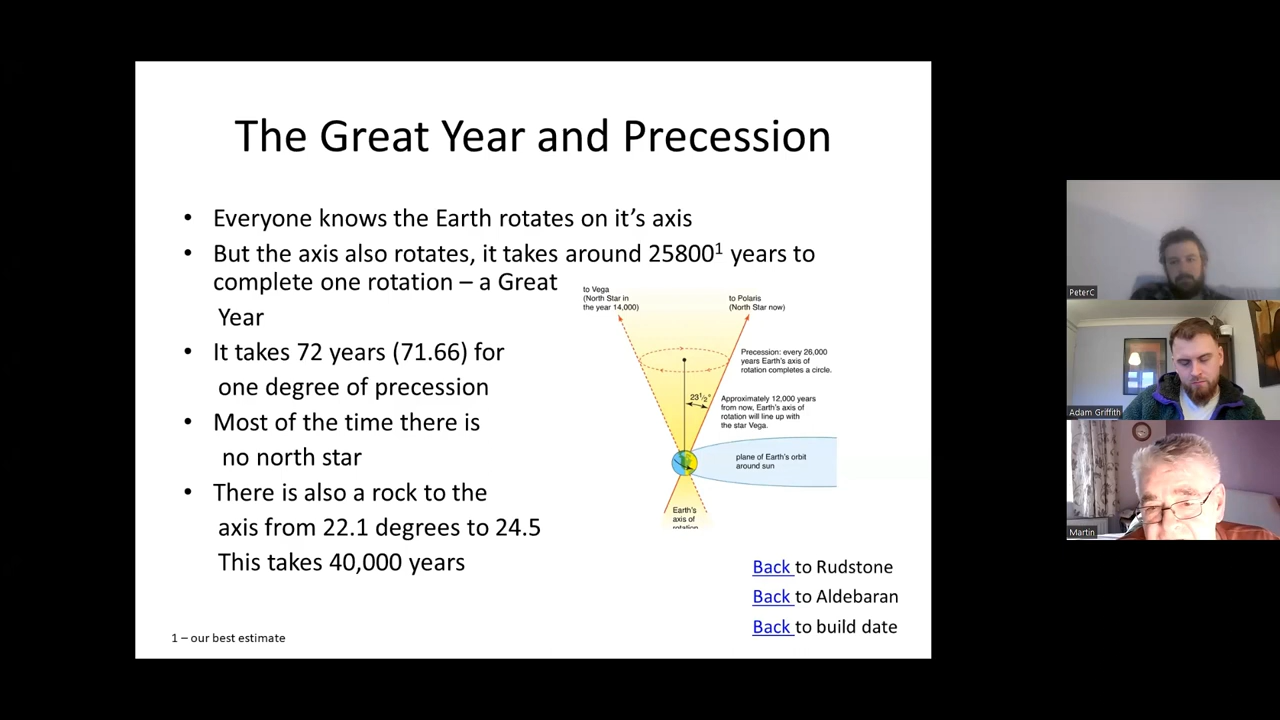 The Great Year and Precession
• Everyone knows the Earth rotates on it's axis
• But the axis also rotates, it takes around 25800¹ years to
complete one rotation – a Great
Year
• It takes 72 years (71.66) for
one degree of precession
• Most of the time there is
no north star
• There is also a rock to the
axis from 22.1 degrees to 24.5
This takes 40,000 years
to Vega
(North Star in
the year 14,000)
to Polaris
(North Star now)
Precession: every 26,000
years Earth's axis of
rotation completes a circle.
23½°
Approximately 12,000 years
from now, Earth's axis of
rotation will line up with
the star Vega.
plane of Earth's orbit
around sun
Earth's
axis of
rotation
Back to Rudstone
Back to Aldebaran
Back to build date
1 – our best estimate
PeterC
Adam Griffith
Martin